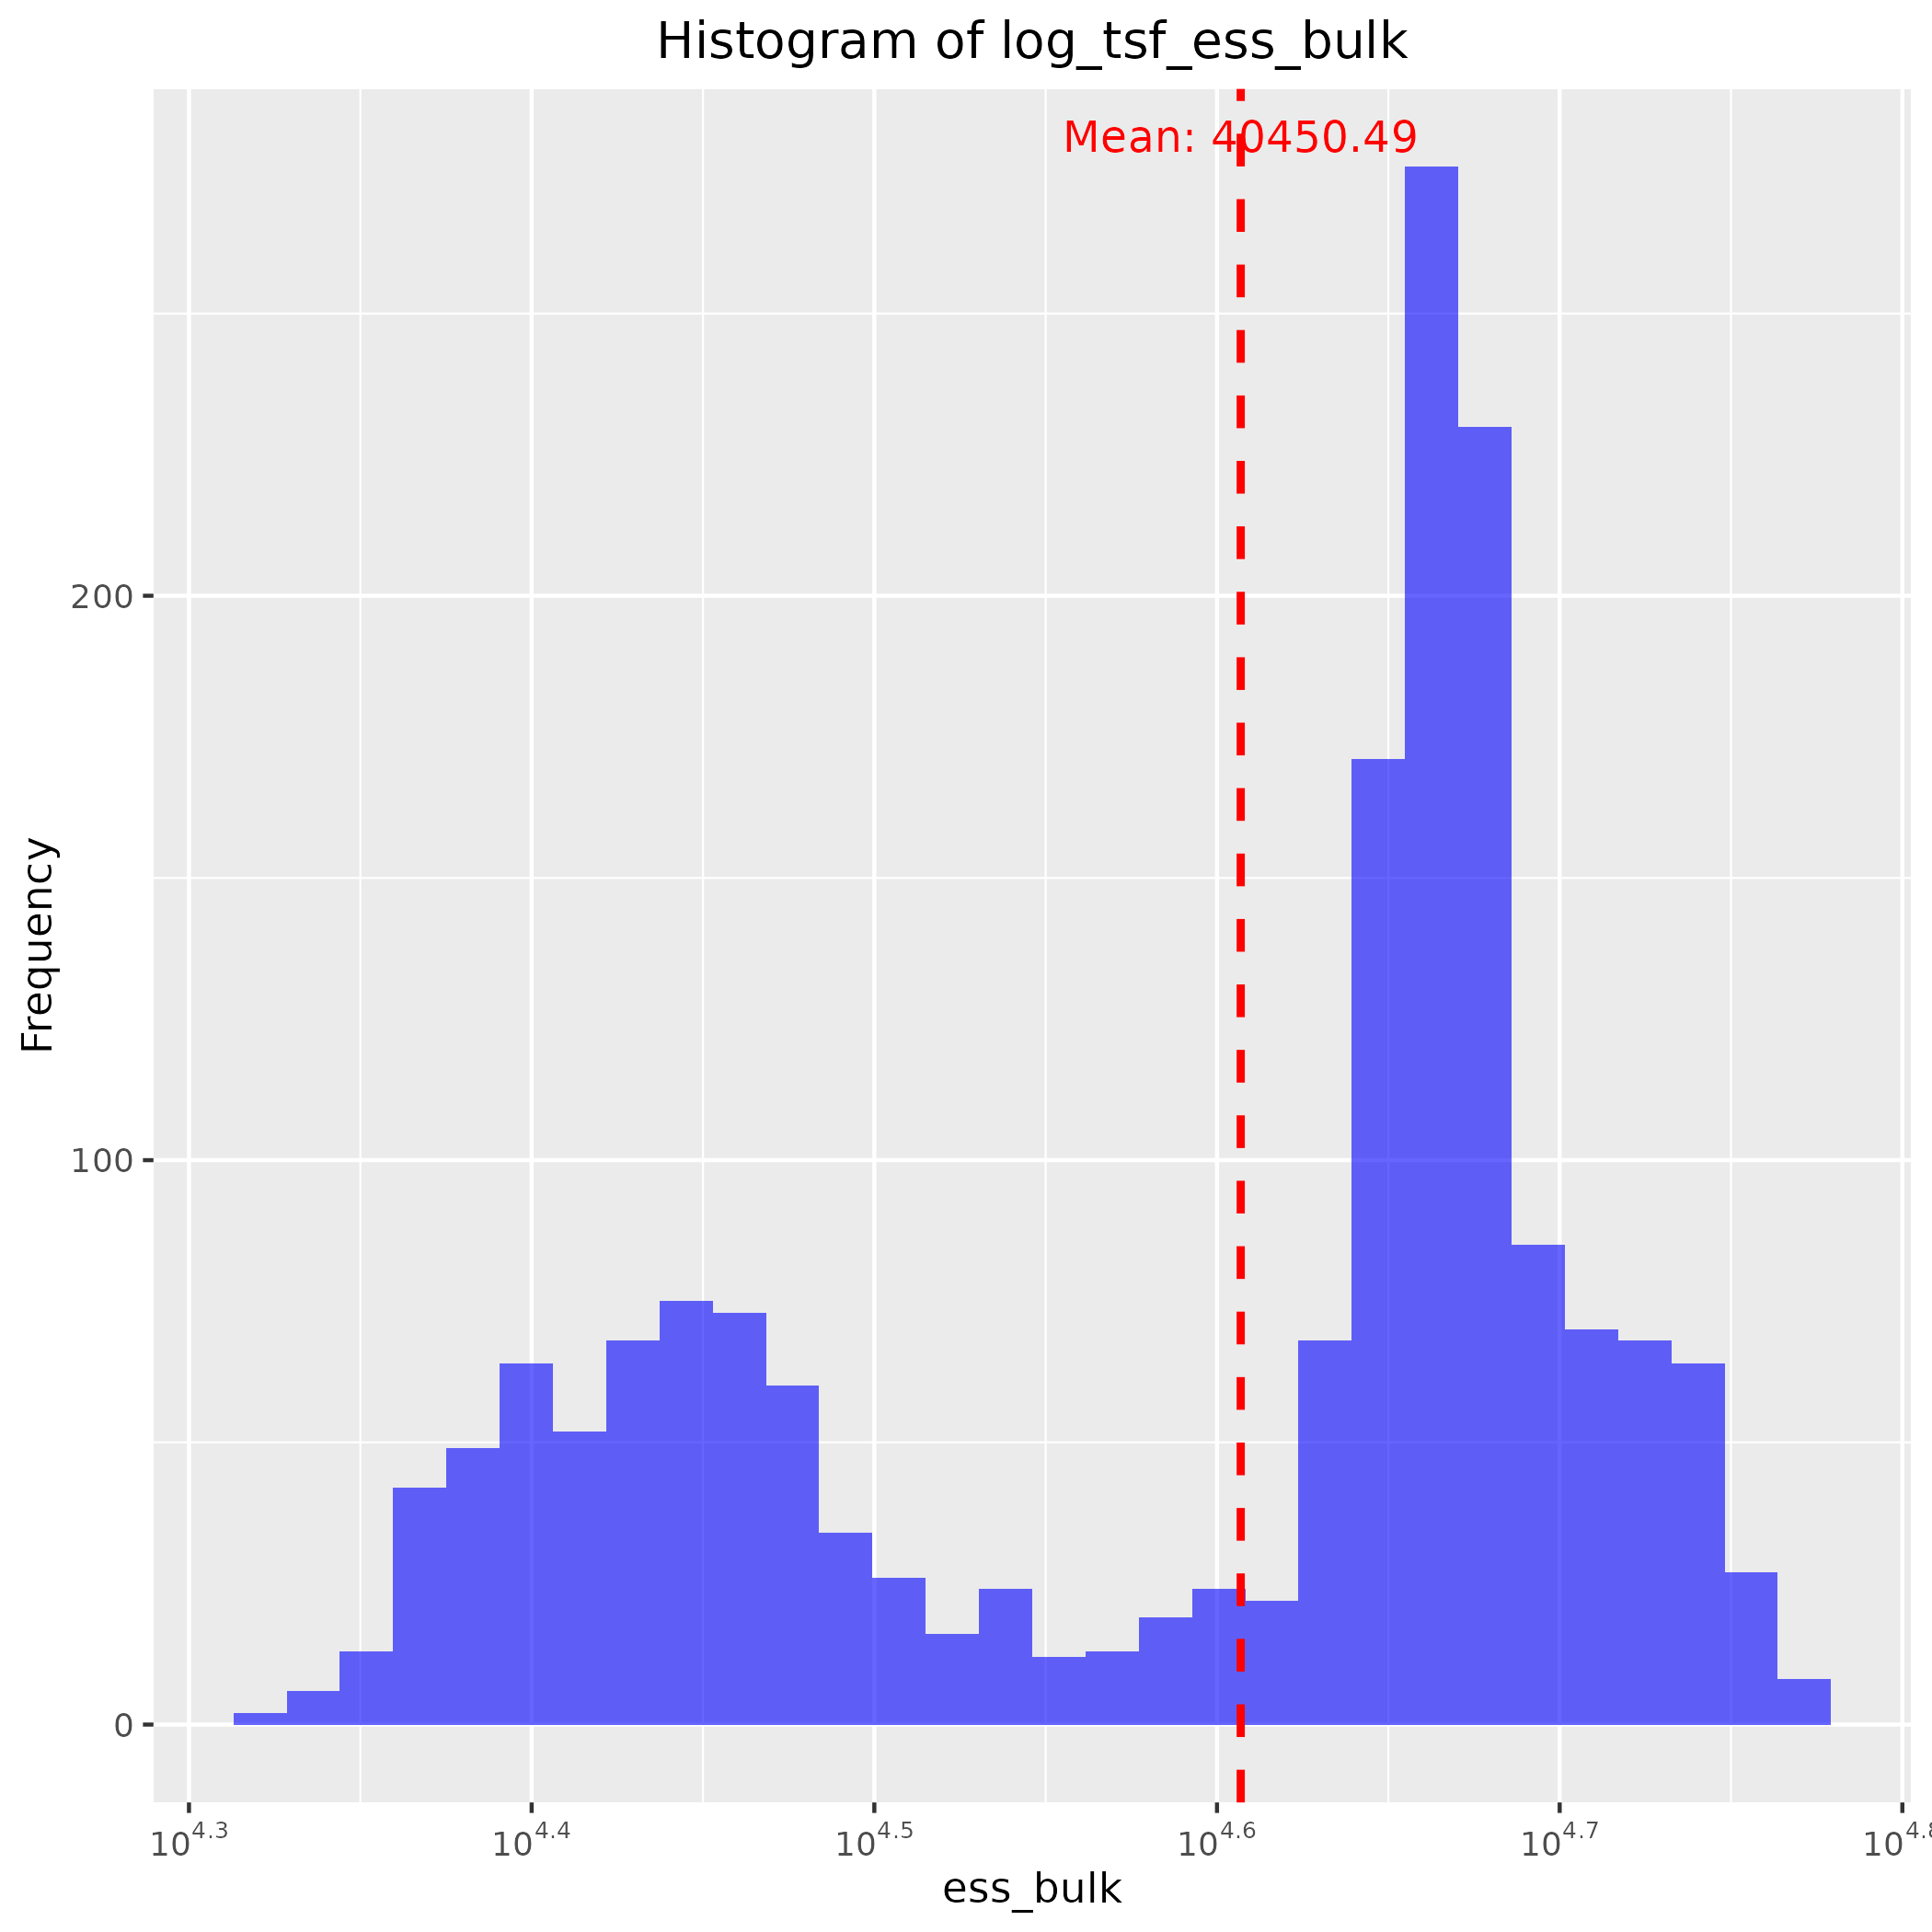 Histogram of log_tsf_ess_bulk
Mean: 40450.49
Frequency
200
100
0
10^4.3 10^4.4 10^4.5 10^4.6 10^4.7 10^4.8
ess_bulk